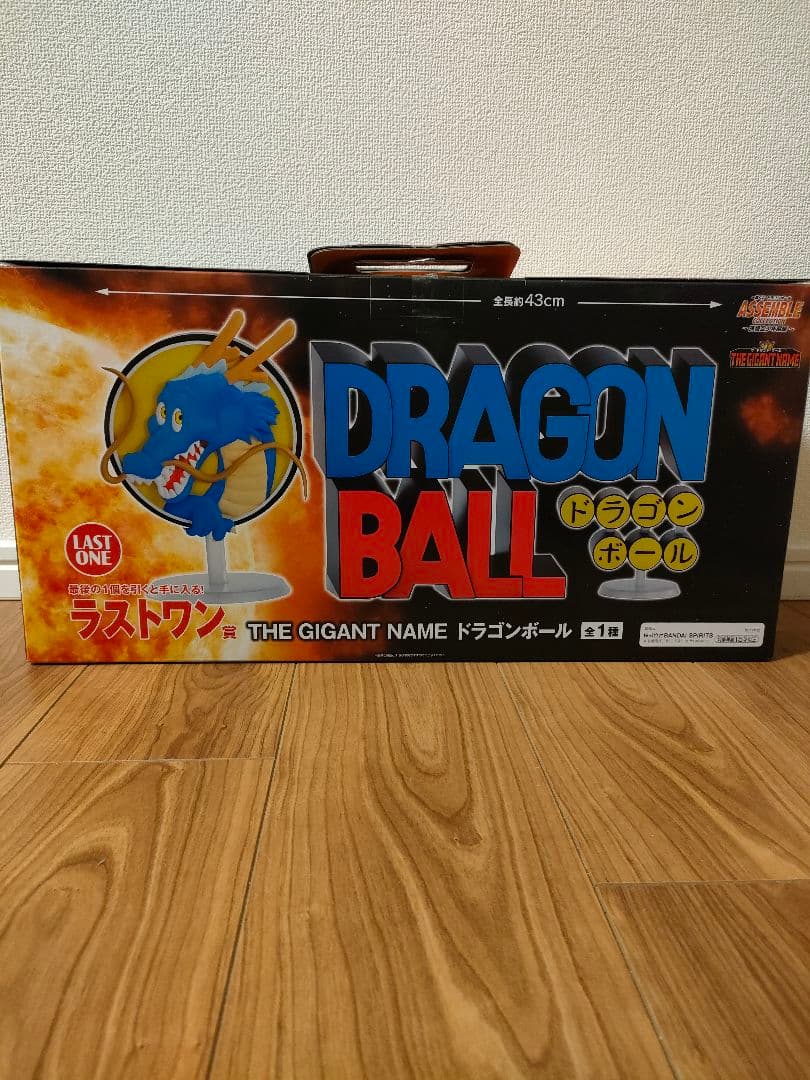 全長約43cm
ASSEMBLE
THE GIGANT NAME
DRAGON
BALL
ドラゴン
ボール
LAST
ONE
最後の1個を引くと手に入る!
ラストワン賞
THE GIGANT NAME ドラゴンボール 全1種
BANDAI SPIRITS